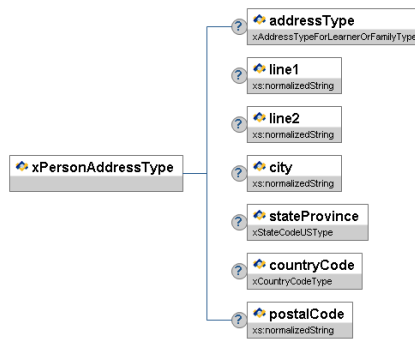 addressType
xAddressTypeForLearnerOrFamilyType
line1
xs:normalizedString
line2
xs:normalizedString
city
xs:normalizedString
xPersonAddressType
stateProvince
xStateCodeUSType
countryCode
xCountryCodeType
postalCode
xs:normalizedString